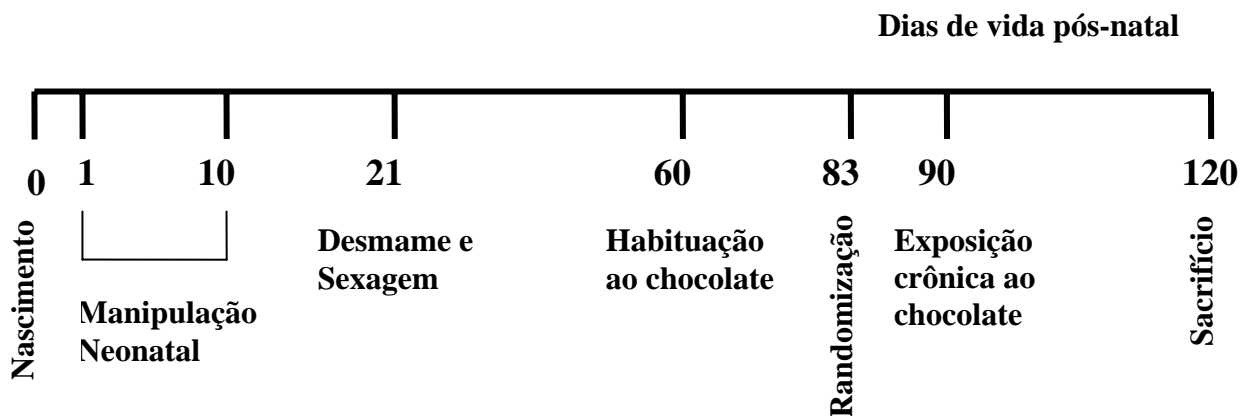 Dias de vida pós-natal
0 1 10 21 60 83 90 120
Nascimento
Manipulação
Neonatal
Desmame e
Sexagem
Habituação
ao chocolate
Randomização
Exposição
crônica ao
chocolate
Sacrifício